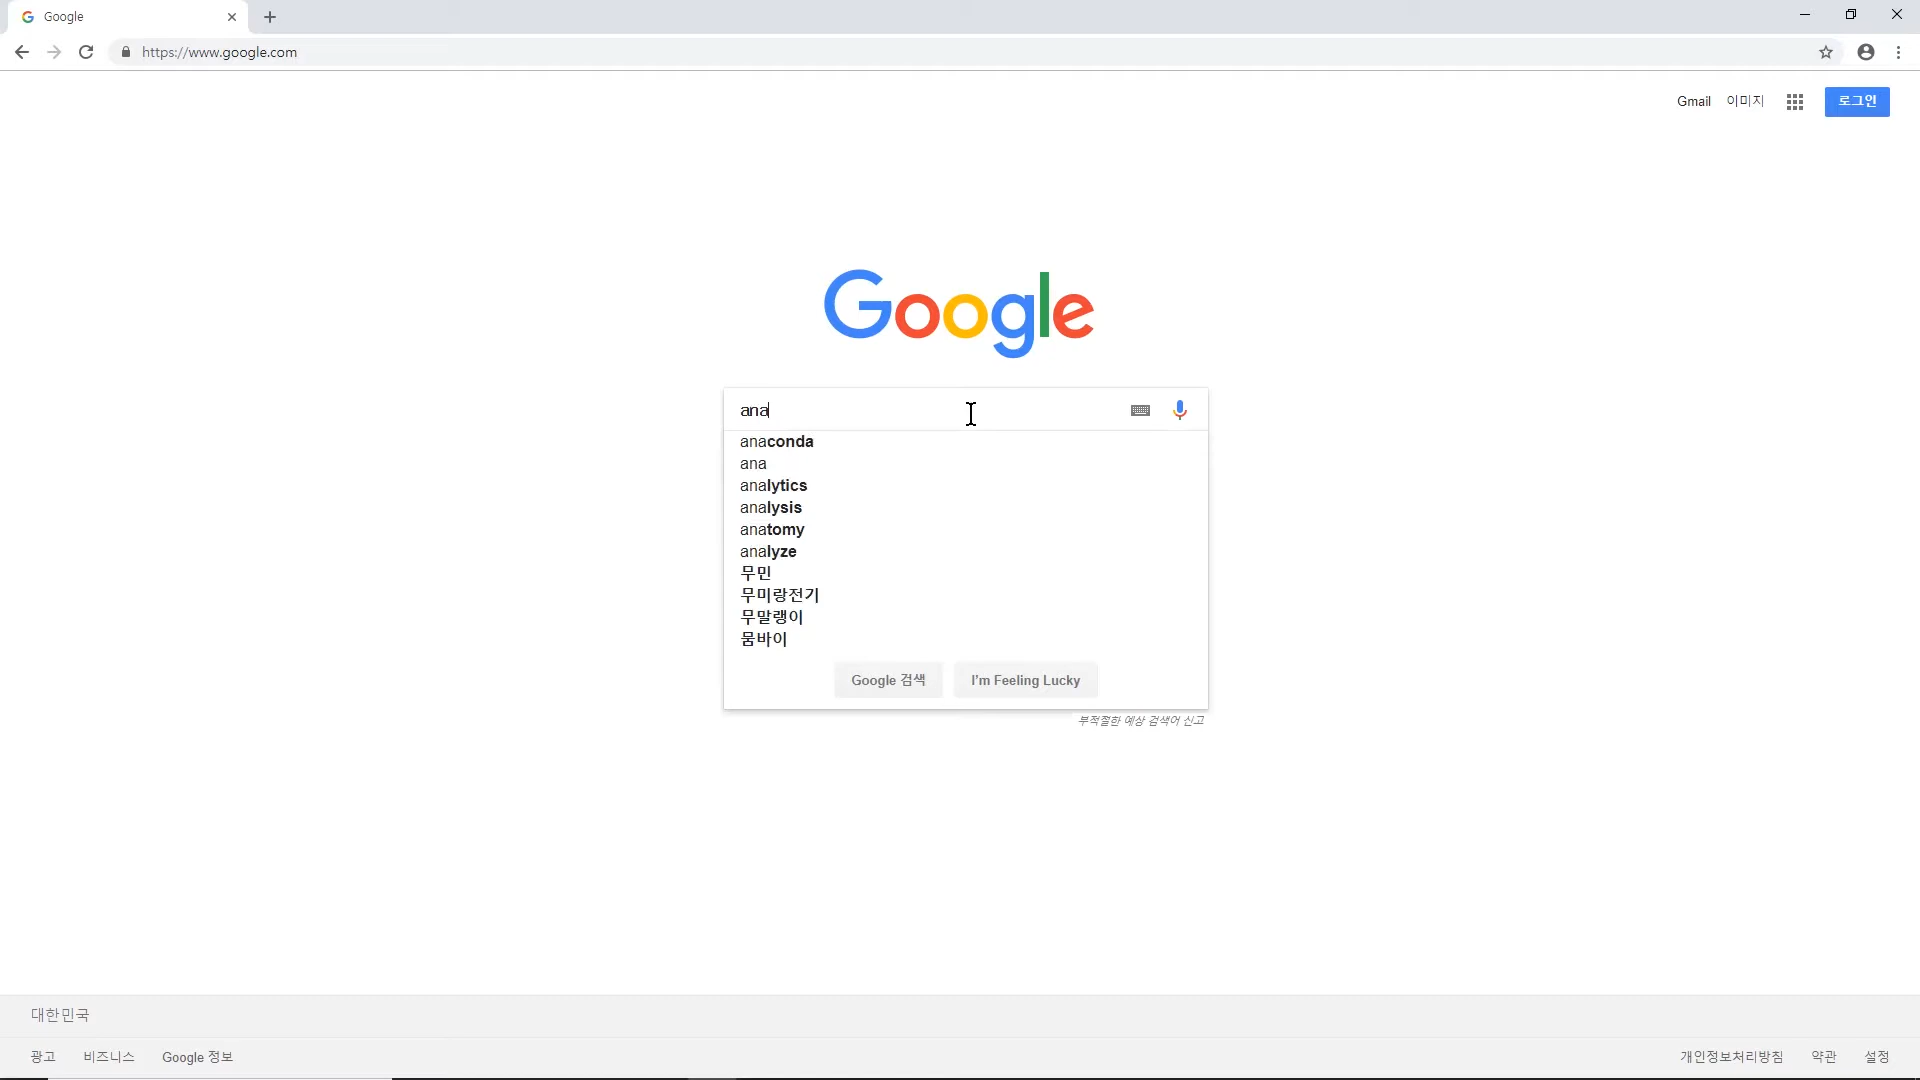 Google
https://www.google.com
Gmail 이미지 로그인
Google
ana
anaconda
ana
analytics
analysis
anatomy
analyze
무민
무미랑전기
무말랭이
뭄바이
Google 검색 I'm Feeling Lucky
부적절한 예상 검색어 신고
대한민국
광고 비즈니스 Google 정보 개인정보처리방침 약관 설정